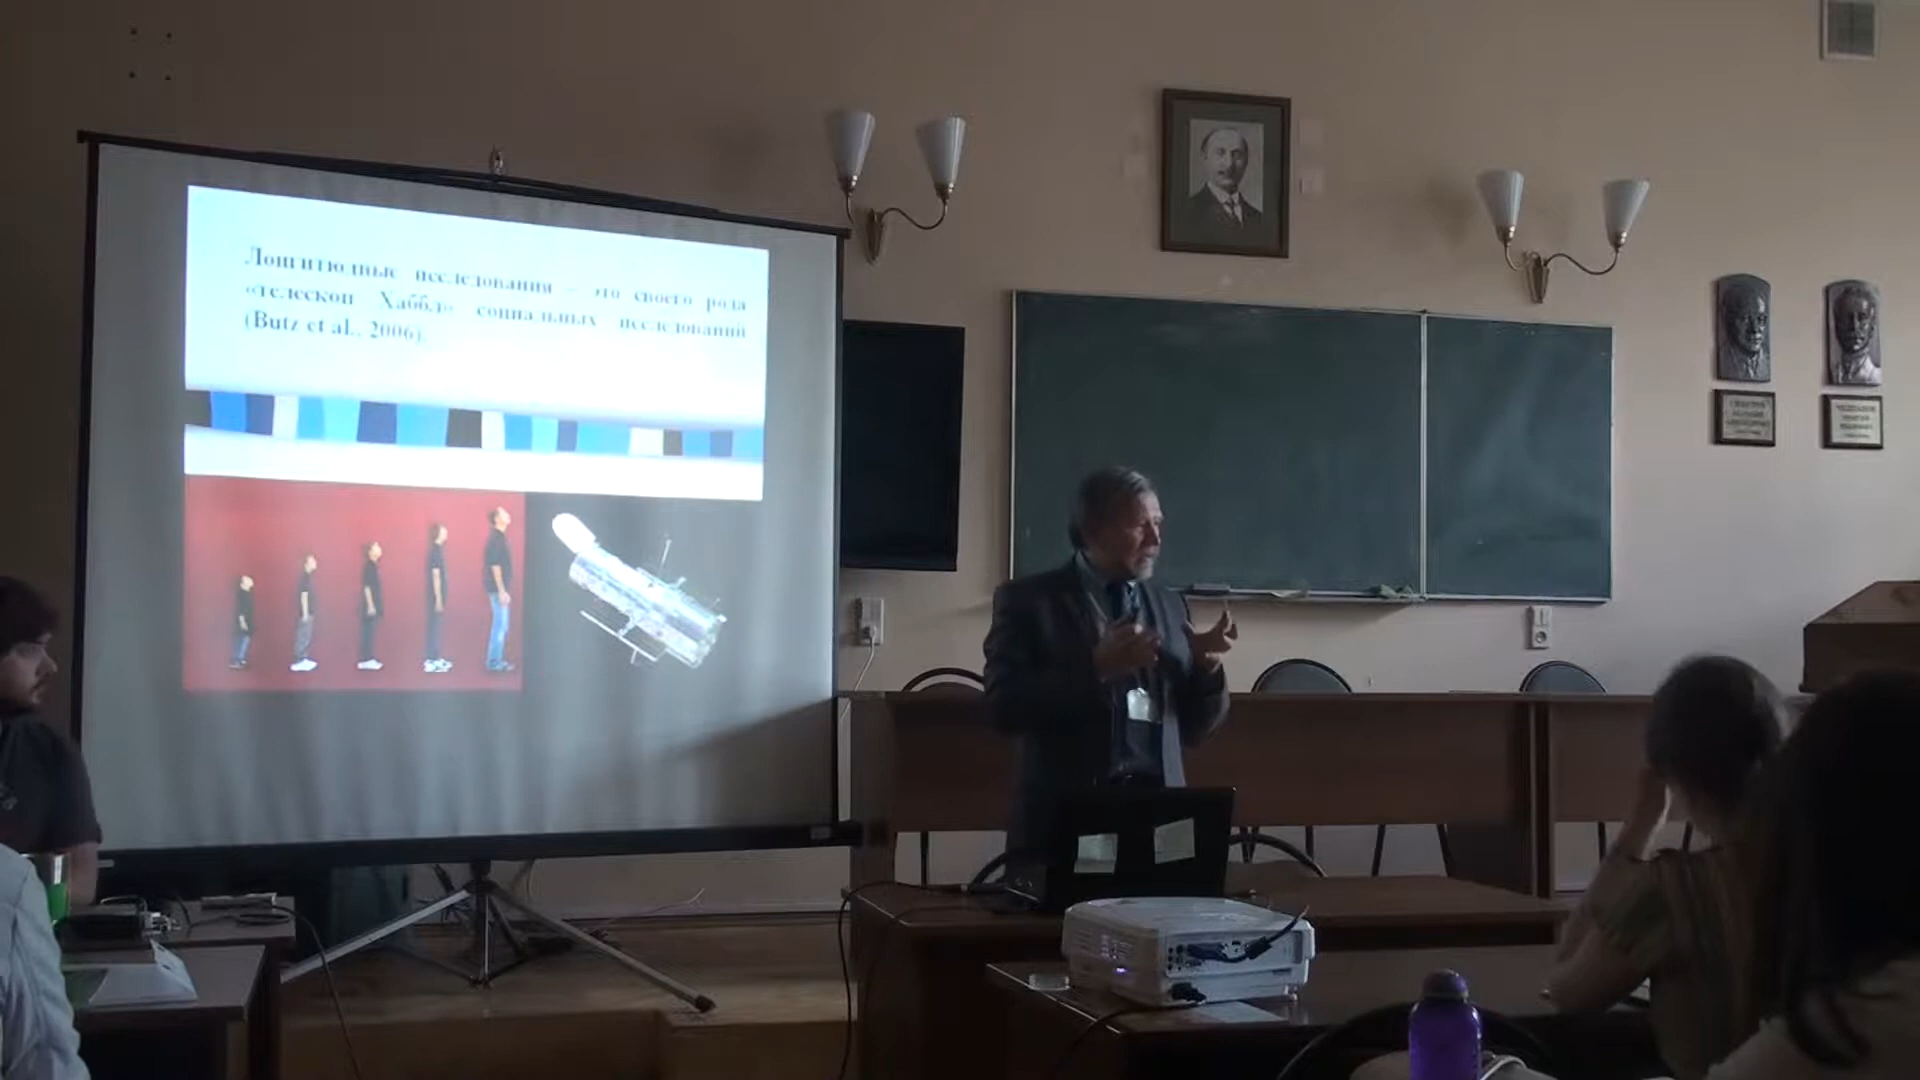 Лонгитюдные исследования – это своего рода
«телескоп Хаббл» социальных исследований
(Butz et al., 2006).